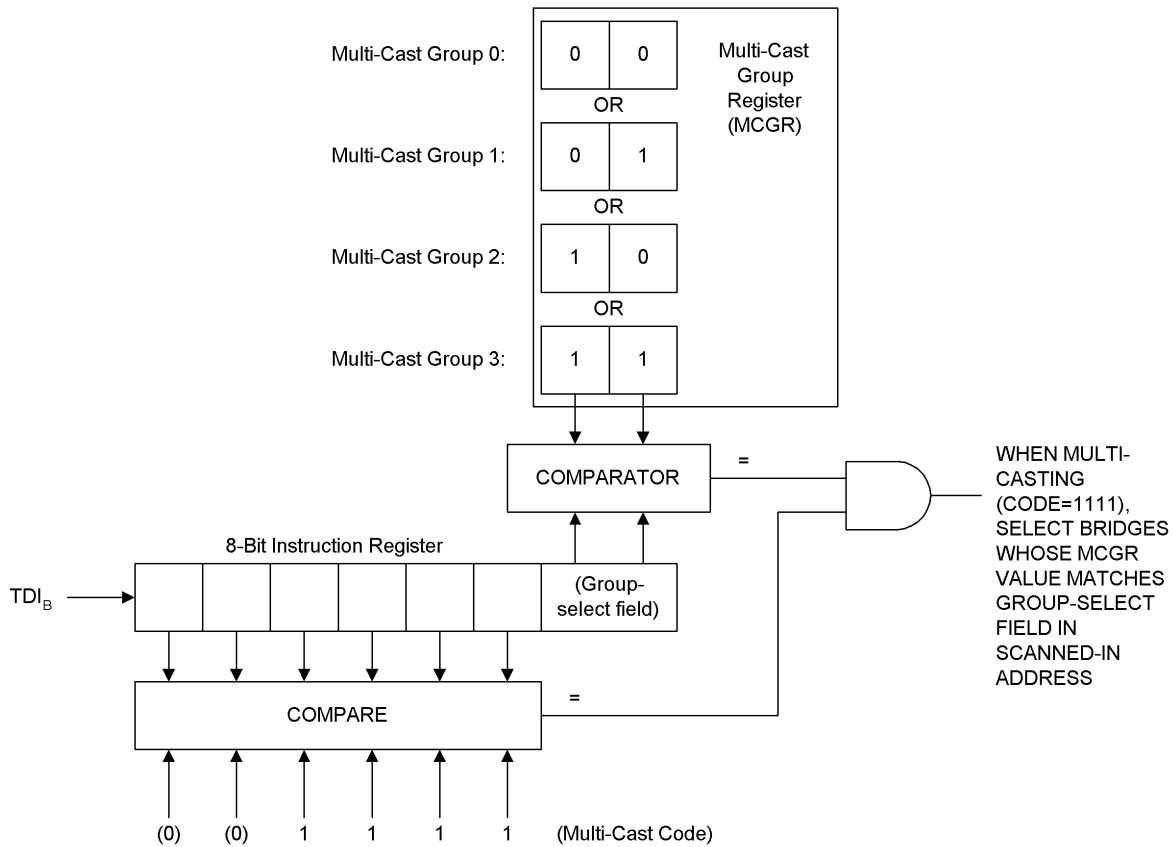 Multi-Cast Group 0:
0 0
Multi-Cast
Group
Register
(MCGR)
OR
Multi-Cast Group 1:
0 1
OR
Multi-Cast Group 2:
1 0
OR
Multi-Cast Group 3:
1 1
COMPARATOR
=
WHEN MULTI-
CASTING
(CODE=1111),
SELECT BRIDGES
WHOSE MCGR
VALUE MATCHES
GROUP-SELECT
FIELD IN
SCANNED-IN
ADDRESS
8-Bit Instruction Register
TDIB
(Group-
select field)
COMPARE
=
(0) (0) 1 1 1 1 (Multi-Cast Code)